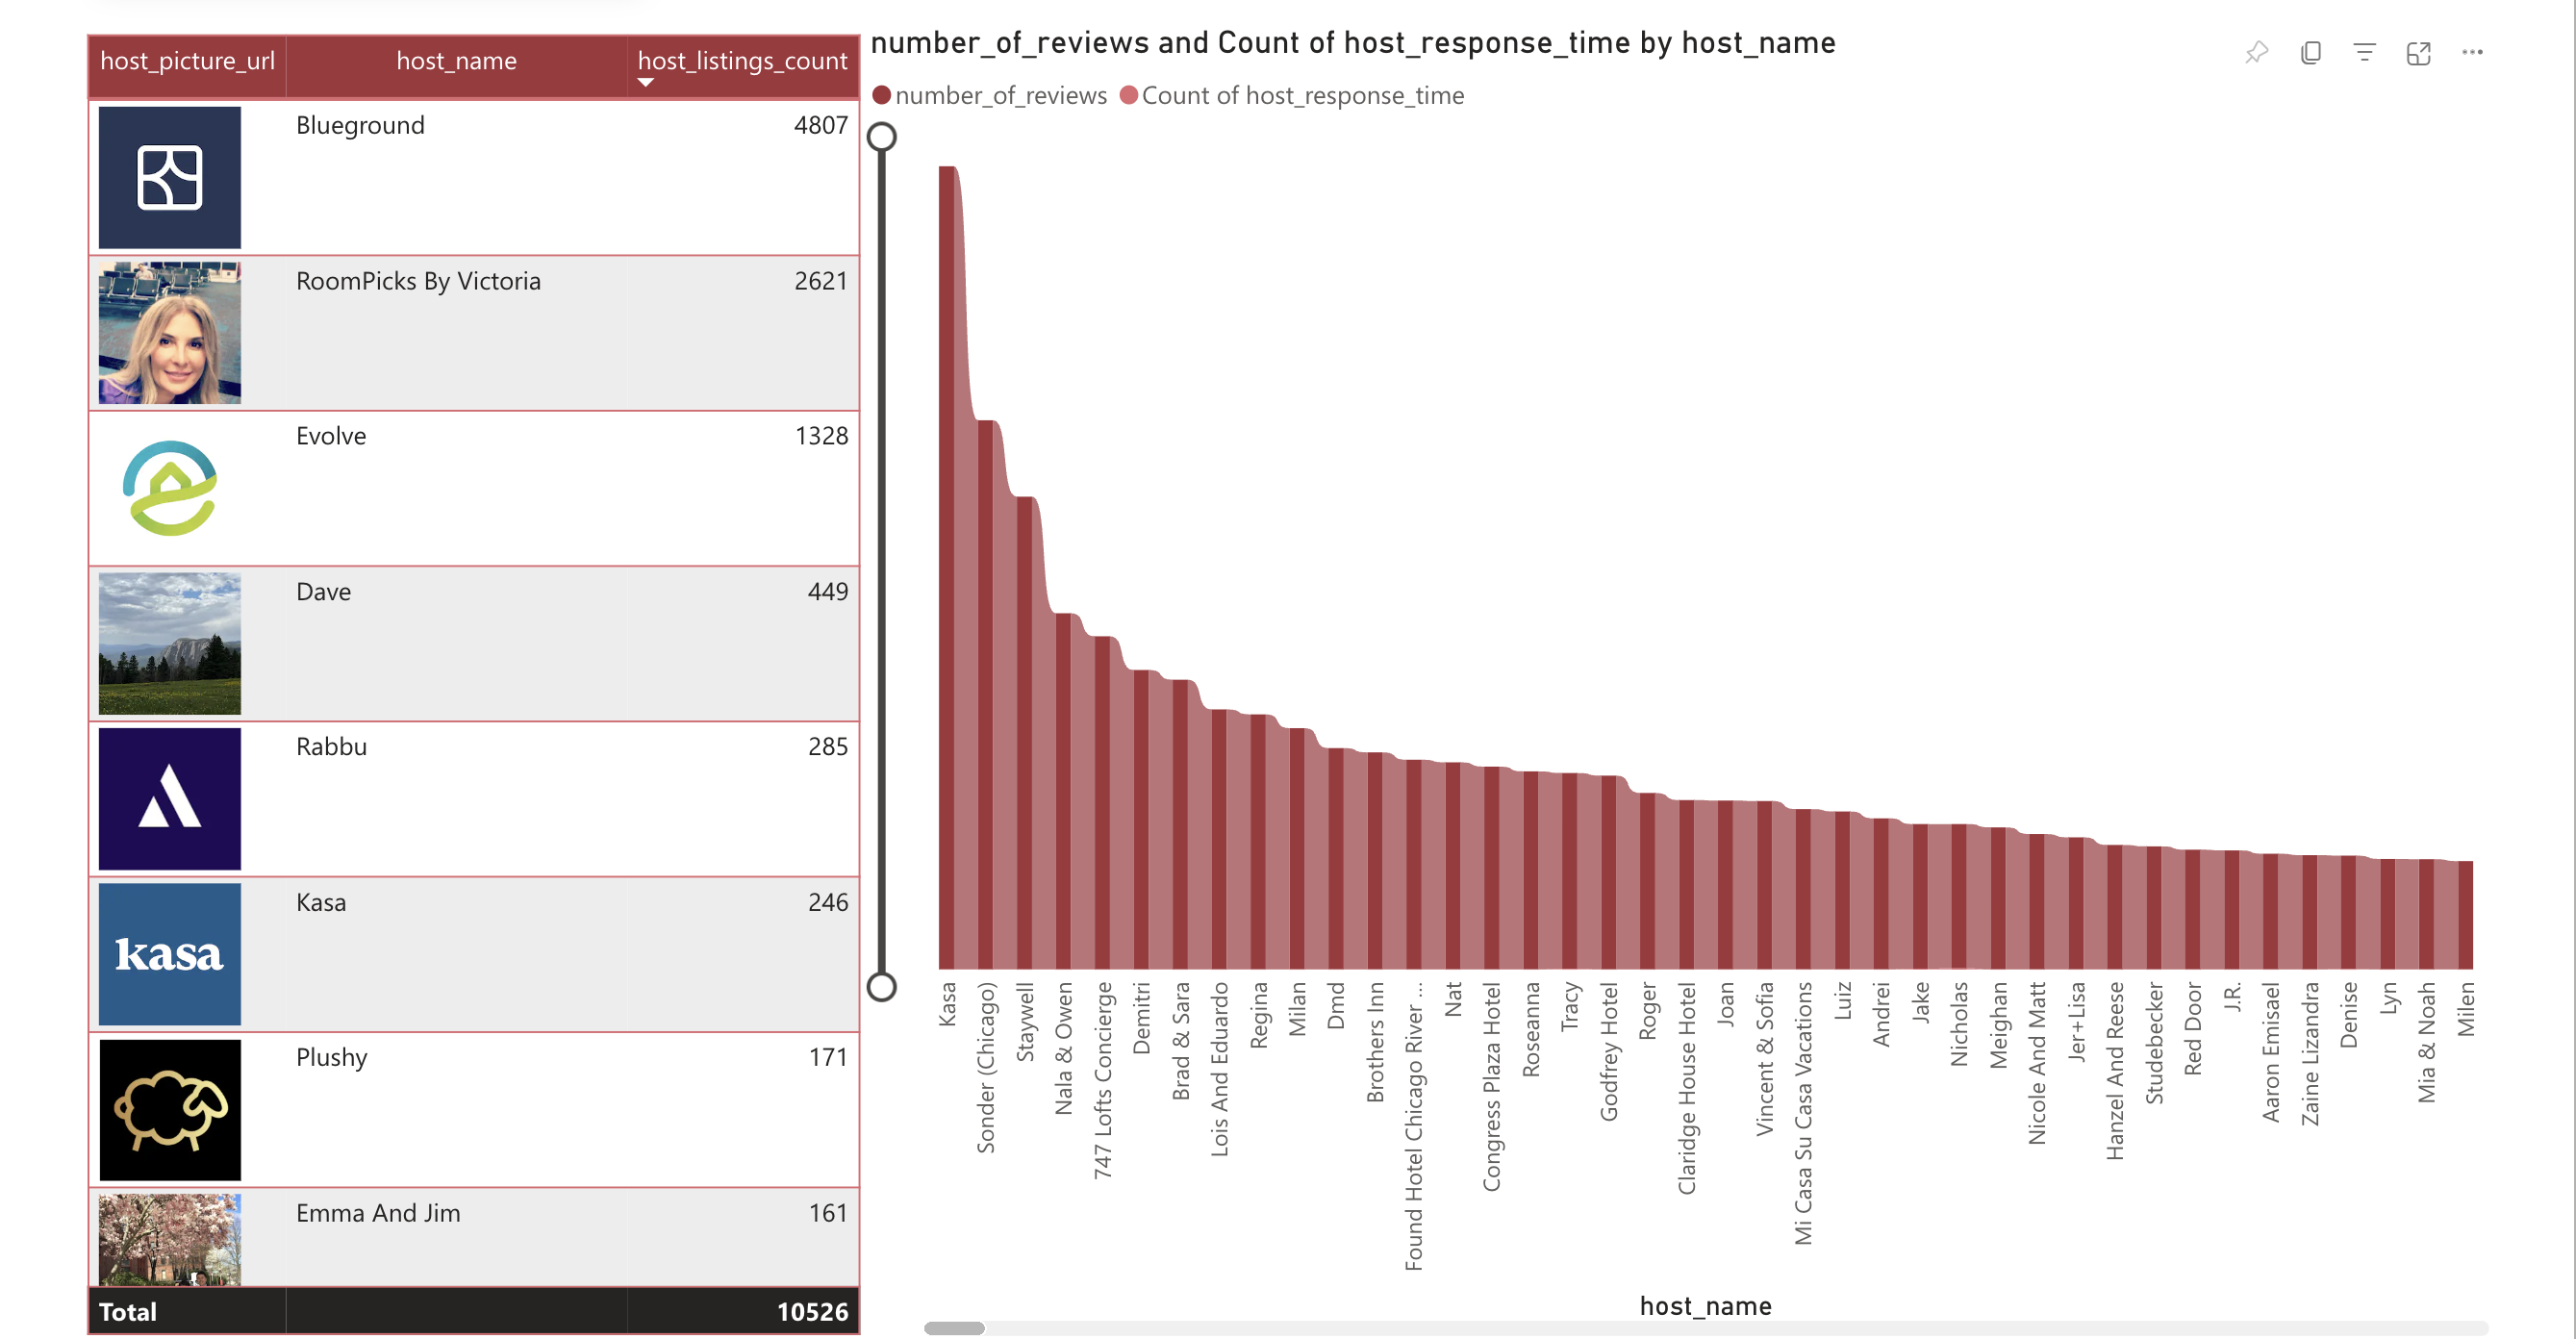 host_picture_url host_name host_listings_count
Blueground 4807
RoomPicks By Victoria 2621
Evolve 1328
Dave 449
Rabbu 285
kasa Kasa 246
Plushy 171
Emma And Jim 161
Total 10526
number_of_reviews and Count of host_response_time by host_name
number_of_reviews Count of host_response_time
Kasa
Sonder (Chicago)
Staywell
Nala & Owen
747 Lofts Concierge
Demitri
Brad & Sara
Lois And Eduardo
Regina
Milan
Dmd
Brothers Inn
Found Hotel Chicago River ...
Nat
Congress Plaza Hotel
Roseanna
Tracy
Godfrey Hotel
Roger
Claridge House Hotel
Joan
Vincent & Sofia
Mi Casa Su Casa Vacations
Luiz
Andrei
Jake
Nicholas
Meighan
Nicole And Matt
Jer+Lisa
Hanzel And Reese
Studebecker
Red Door
J.R.
Aaron Enisael
Zaine Lizandra
Denise
Lyn
Mia & Noah
Milen
host_name